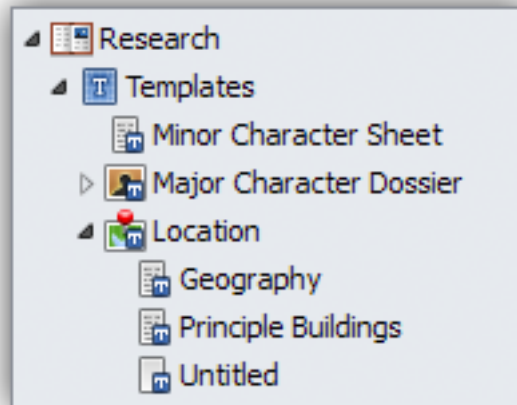 Research
Templates
Minor Character Sheet
Major Character Dossier
Location
Geography
Principle Buildings
Untitled